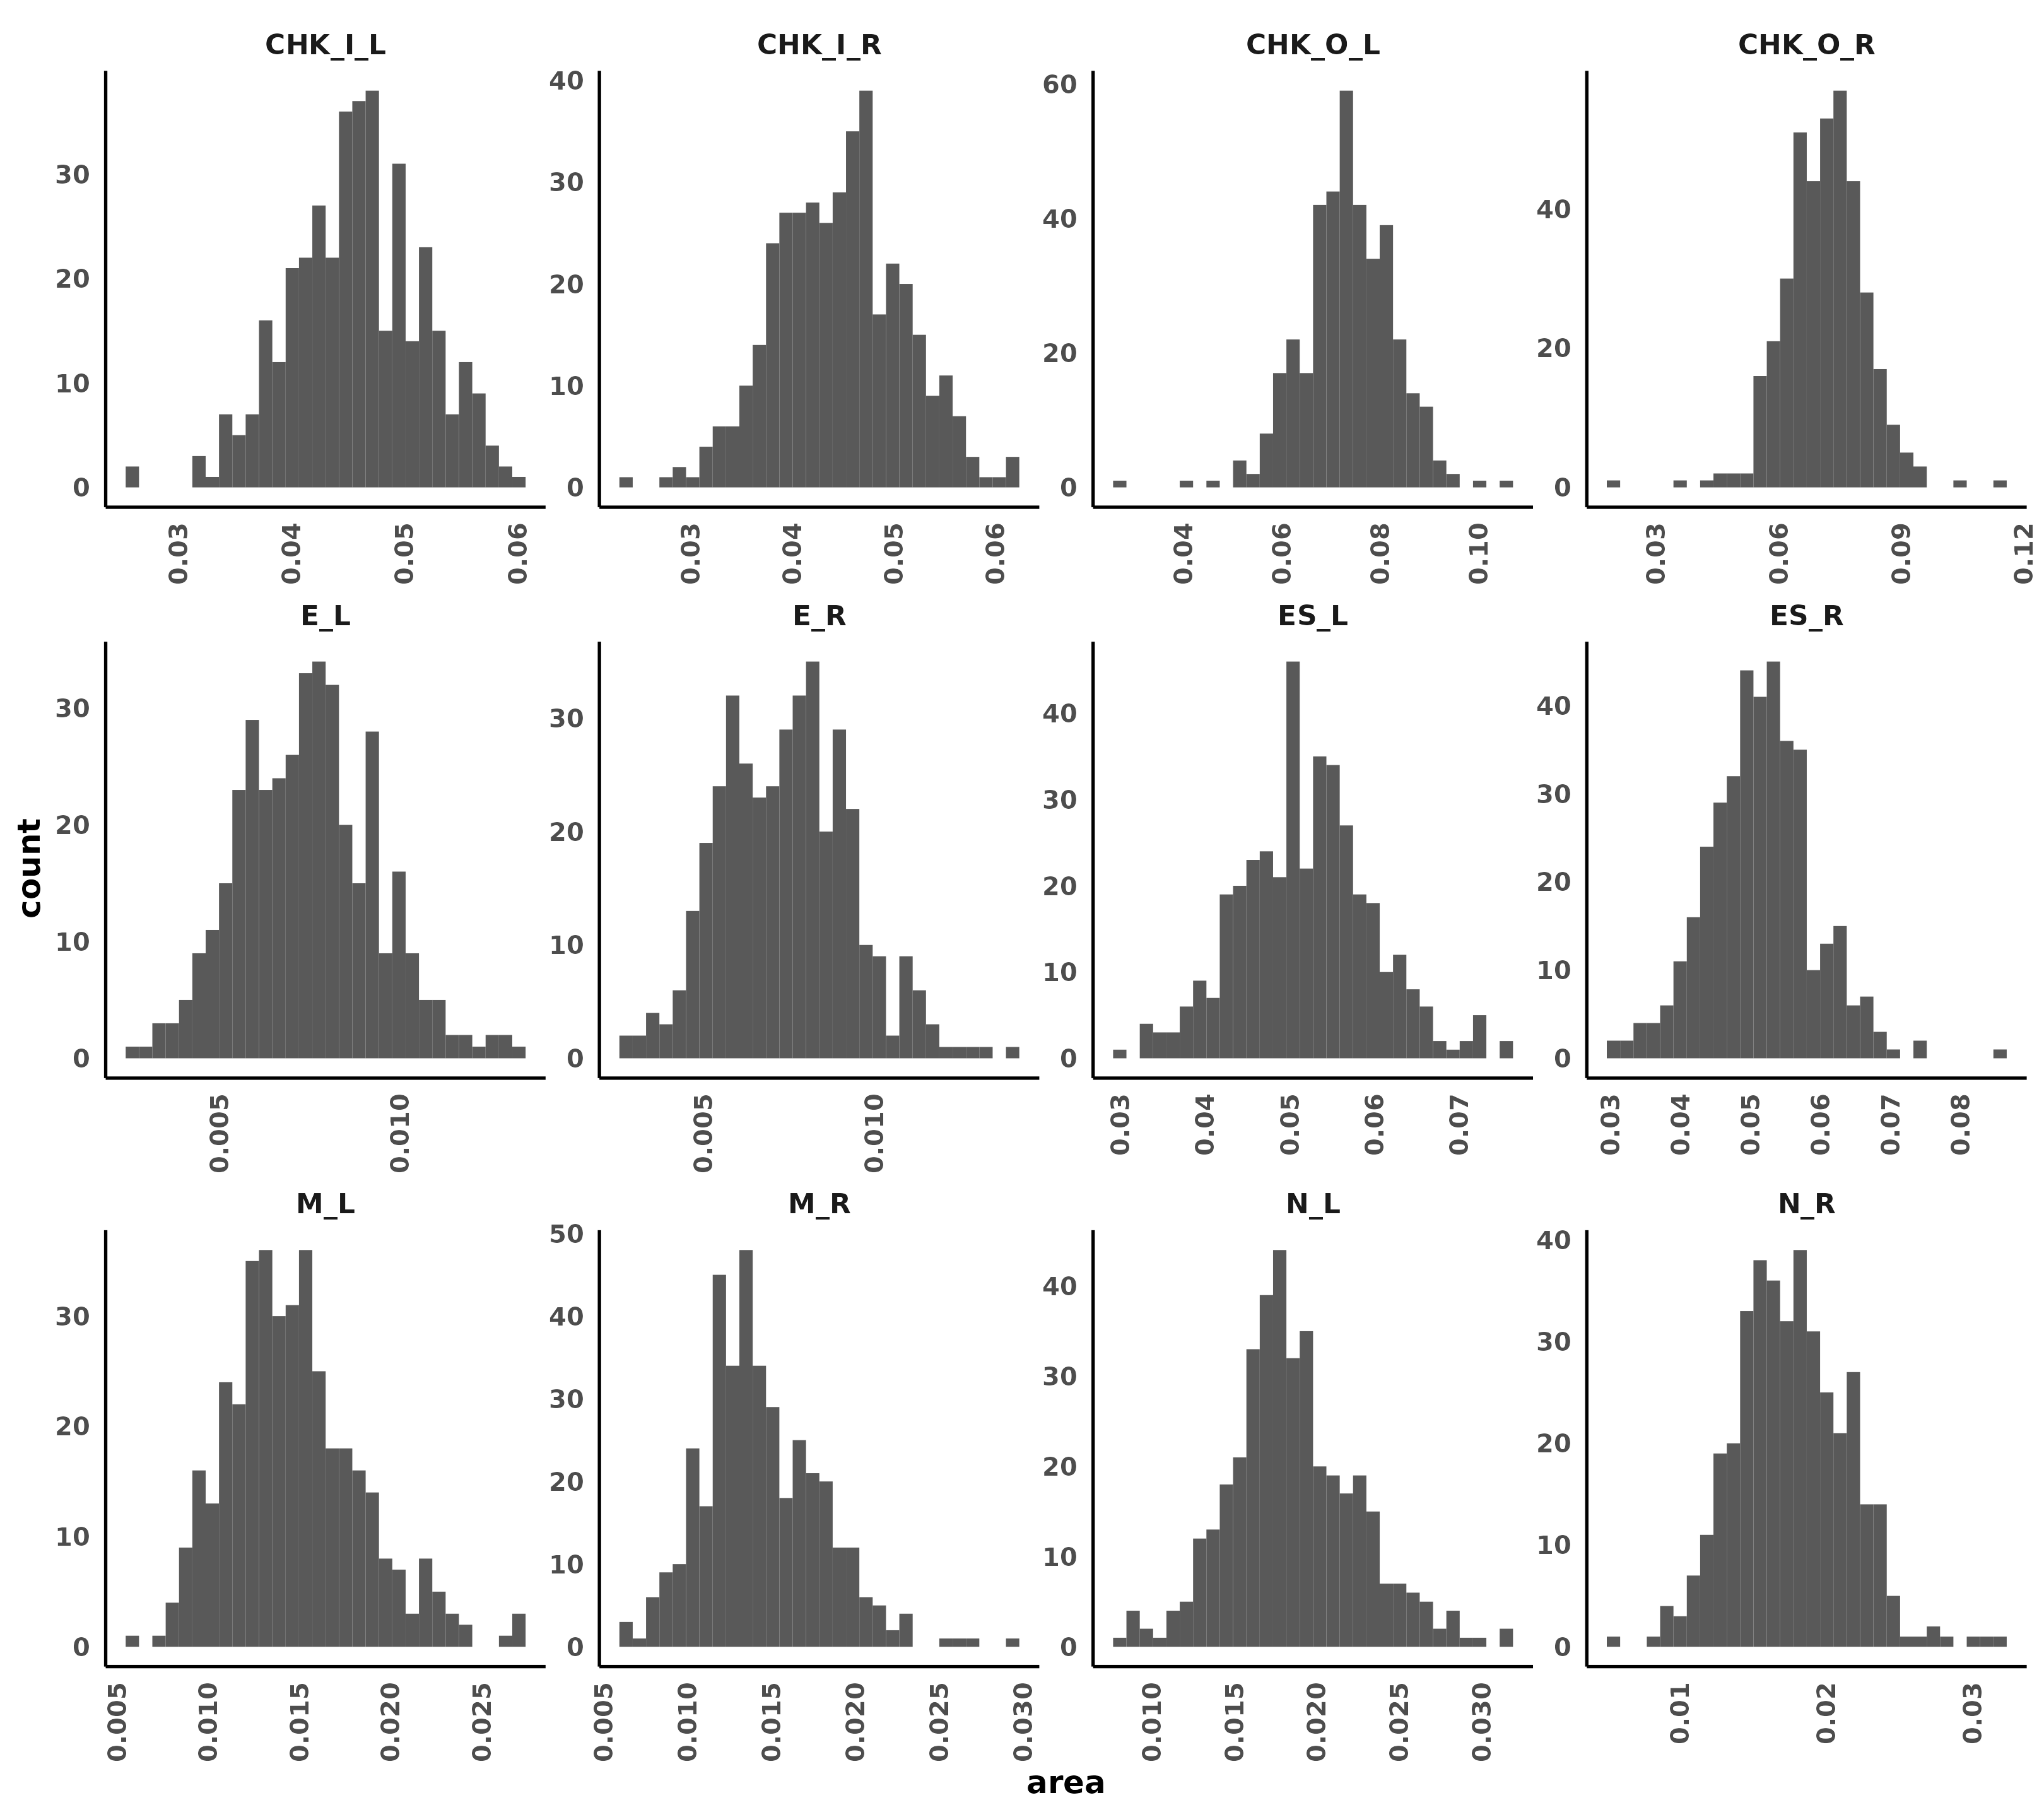 CHK_I_L CHK_I_R CHK_O_L CHK_O_R
30 20 10 0
40 30 20 10 0
60 40 20 0
40 20 0
0.03 0.04 0.05 0.06
0.03 0.04 0.05 0.06
0.04 0.06 0.08 0.10
0.03 0.06 0.09 0.12
E_L E_R ES_L ES_R
30 20 10 0
30 20 10 0
40 30 20 10 0
40 30 20 10 0
count
0.005 0.010
0.005 0.010
0.03 0.04 0.05 0.06 0.07
0.03 0.04 0.05 0.06 0.07 0.08
M_L M_R N_L N_R
30 20 10 0
50 40 30 20 10 0
40 30 20 10 0
40 30 20 10 0
0.005 0.010 0.015 0.020 0.025
0.005 0.010 0.015 0.020 0.025 0.030
0.010 0.015 0.020 0.025 0.030
0.01 0.02 0.03
area